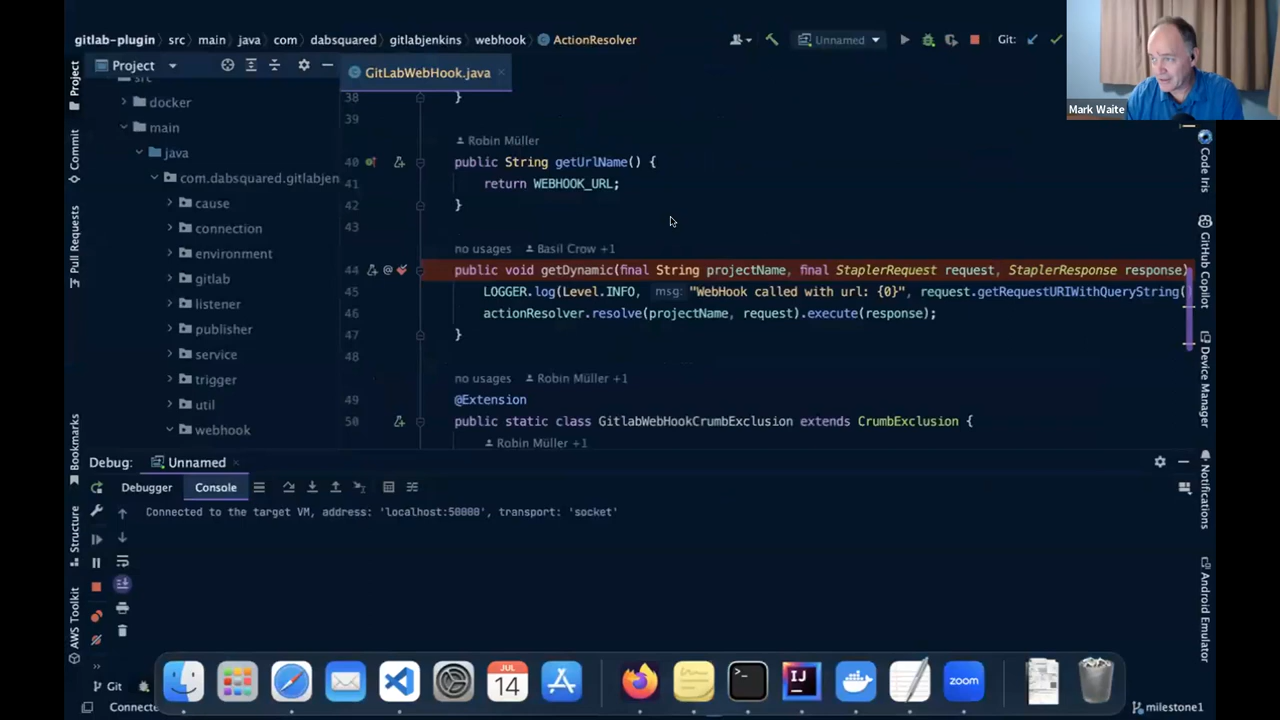 gitlab-plugin src main java com dabsquared gitlabjenkins webhook ActionResolver
Unnamed
Git:
Mark Waite
Project
GitLabWebHook.java
Project
Commit
Pull Requests
Bookmarks
Structure
AWS Toolkit
src
docker
main
java
com.dabsquared.gitlabjen
cause
connection
environment
gitlab
listener
publisher
service
trigger
util
webhook
38 }
39
Robin Müller
40 public String getUrlName() {
41 return WEBHOOK_URL;
42 }
43
no usages Basil Crow +1
44 public void getDynamic(final String projectName, final StaplerRequest request, StaplerResponse response)
45 LOGGER.log(Level.INFO, msg: "WebHook called with url: {0}", request.getRequestURIWithQueryString(
46 actionResolver.resolve(projectName, request).execute(response);
47 }
48
no usages Robin Müller +1
49 @Extension
50 public static class GitlabWebHookCrumbExclusion extends CrumbExclusion {
Robin Müller +1
Code Iris
GitHub Copilot
Device Manager
Notifications
Android Emulator
Debug: Unnamed
Debugger Console
Connected to the target VM, address: 'localhost:50000', transport: 'socket'
JUL
14
>_
IJ
zoom
Git
Connecte
milestone1